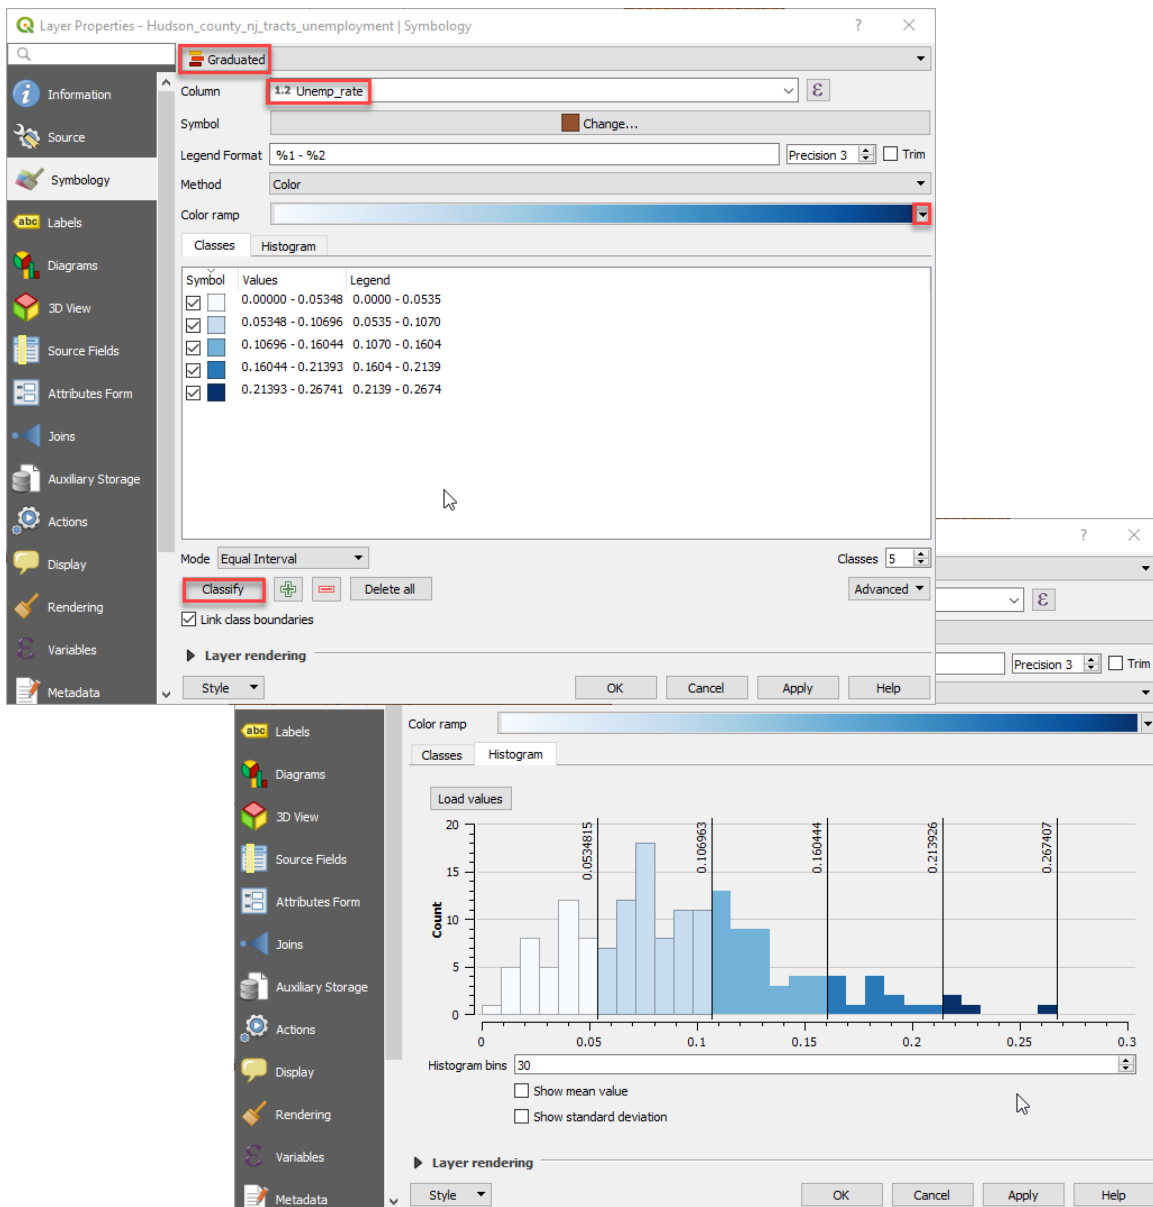 Layer Properties - Hudson_county_nj_tracts_unemployment | Symbology
?
Graduated
Information
Source
Symbology
Labels
Diagrams
3D View
Source Fields
Attributes Form
Joins
Auxiliary Storage
Actions
Display
Rendering
Variables
Metadata
Column 1.2 Unemp_rate ε
Symbol Change...
Legend Format %1 - %2 Precision 3 Trim
Method Color
Color ramp
Classes Histogram
Symbol Values Legend
0.00000 - 0.05348 0.0000 - 0.0535
0.05348 - 0.10696 0.0535 - 0.1070
0.10696 - 0.16044 0.1070 - 0.1604
0.16044 - 0.21393 0.1604 - 0.2139
0.21393 - 0.26741 0.2139 - 0.2674
Mode Equal Interval Classes 5
Classify Delete all Advanced
Link class boundaries
Layer rendering
Style OK Cancel Apply Help
?
ε
Precision 3 Trim
abc Labels
Diagrams
3D View
Source Fields
Attributes Form
Joins
Auxiliary Storage
Actions
Display
Rendering
Variables
Metadata
Color ramp
Classes Histogram
Load values
20
15
10
5
0
Count
0.0534815
0.106963
0.160444
0.213926
0.267407
0 0.05 0.1 0.15 0.2 0.25 0.3
Histogram bins 30
Show mean value
Show standard deviation
Layer rendering
Style OK Cancel Apply Help